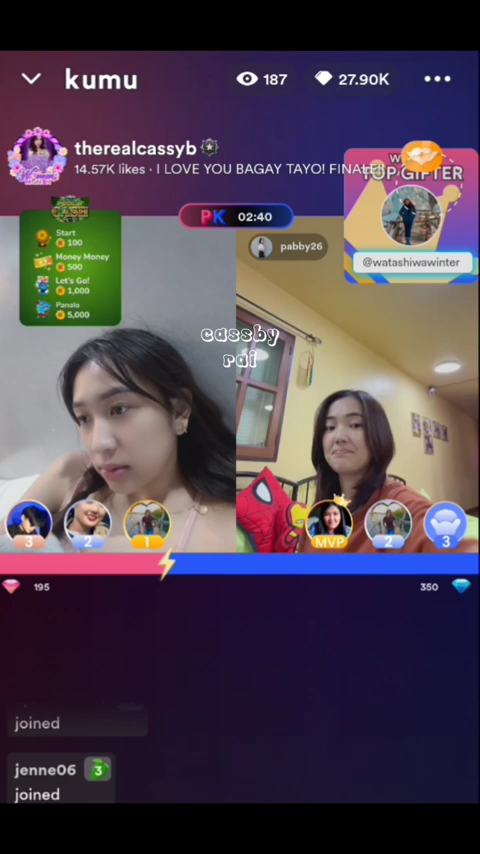 kumu
187
27.90K
therealcassyb
14.57K likes · I LOVE YOU BAGAY TAYO! FINALE!!
TOP GIFTER
@watashiwawinter
PK 02:40
pabby26
Start
100
Money Money
500
Let's Go!
1,000
Panalo
5,000
cassby
rai
3
2
1
MVP
2
3
195
350
joined
jenne06 3
joined